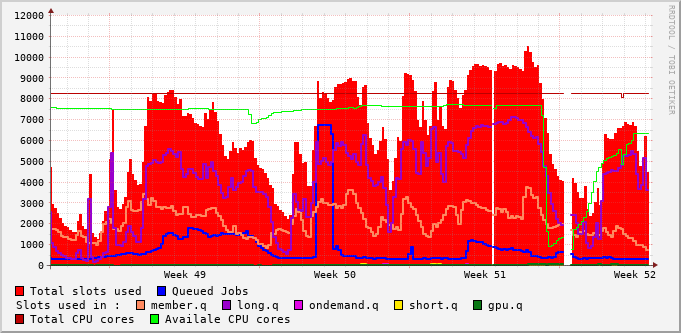 RRDTOOL / TOBI OETIKER
12000
11000
10000
9000
8000
7000
6000
5000
4000
3000
2000
1000
0
Week 49 Week 50 Week 51 Week 52
Total slots used Queued Jobs
Slots used in : member.q long.q ondemand.q short.q gpu.q
Total CPU cores Availale CPU cores